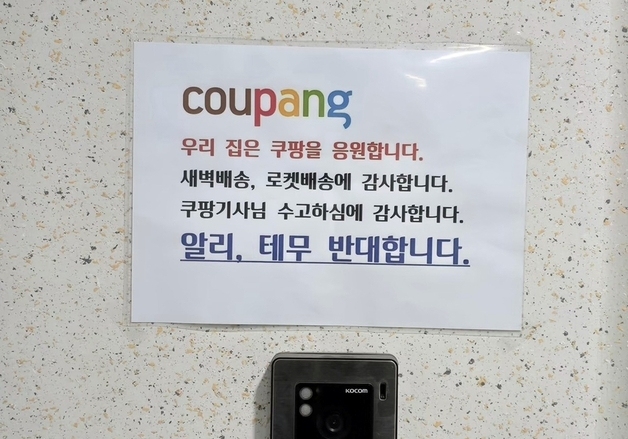 coupang
우리 집은 쿠팡을 응원합니다.
새벽배송, 로켓배송에 감사합니다.
쿠팡기사님 수고하심에 감사합니다.
알리, 테무 반대합니다.
KOCOM